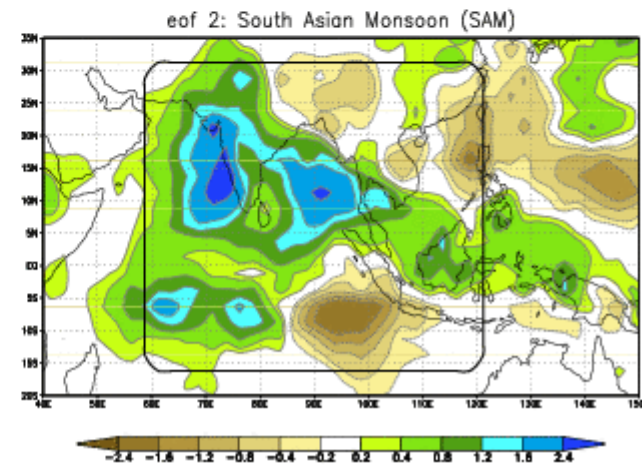 eof 2: South Asian Monsoon (SAM)
35N
30N
25N
20N
15N
10N
5N
EQ
5S
10S
15S
20S
40E 50E 60E 70E 80E 90E 100E 110E 120E 130E 140E
-2.4 -1.6 -1.2 -0.8 -0.4 -0.2 0.2 0.4 0.8 1.2 1.6 2.4